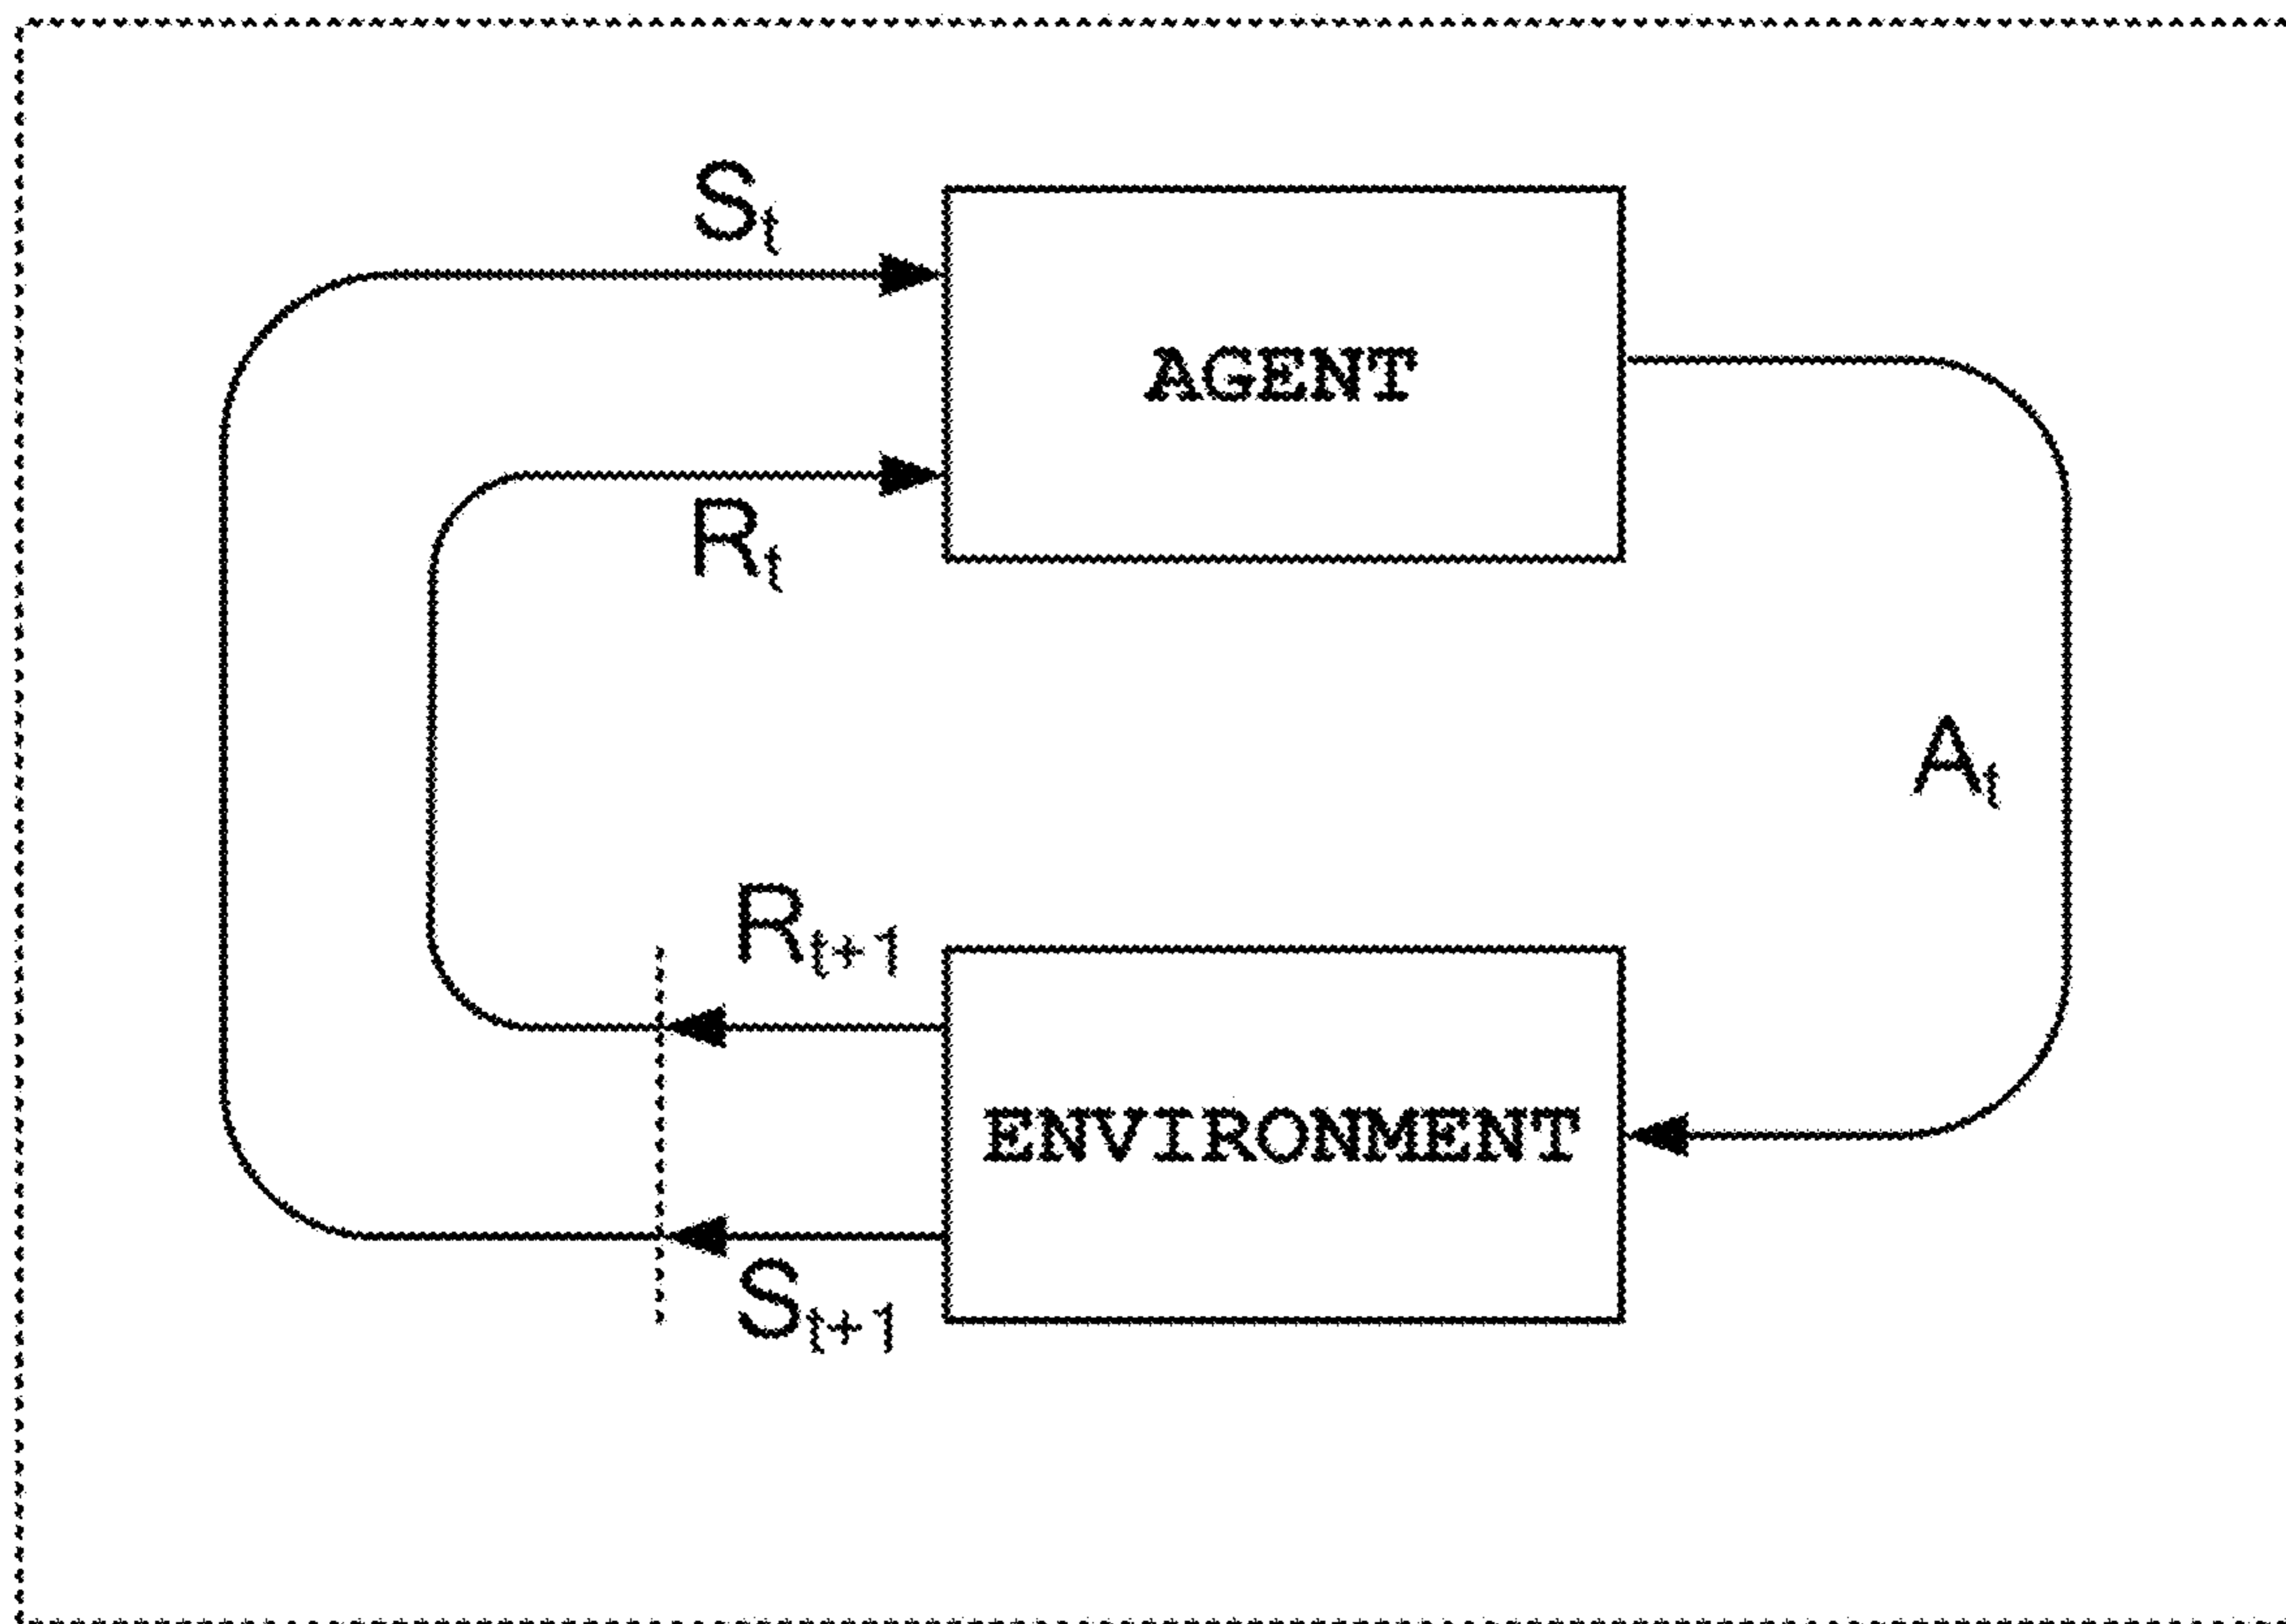 Sₜ
AGENT
Rₜ
Aₜ
Rₜ₊₁
ENVIRONMENT
Sₜ₊₁